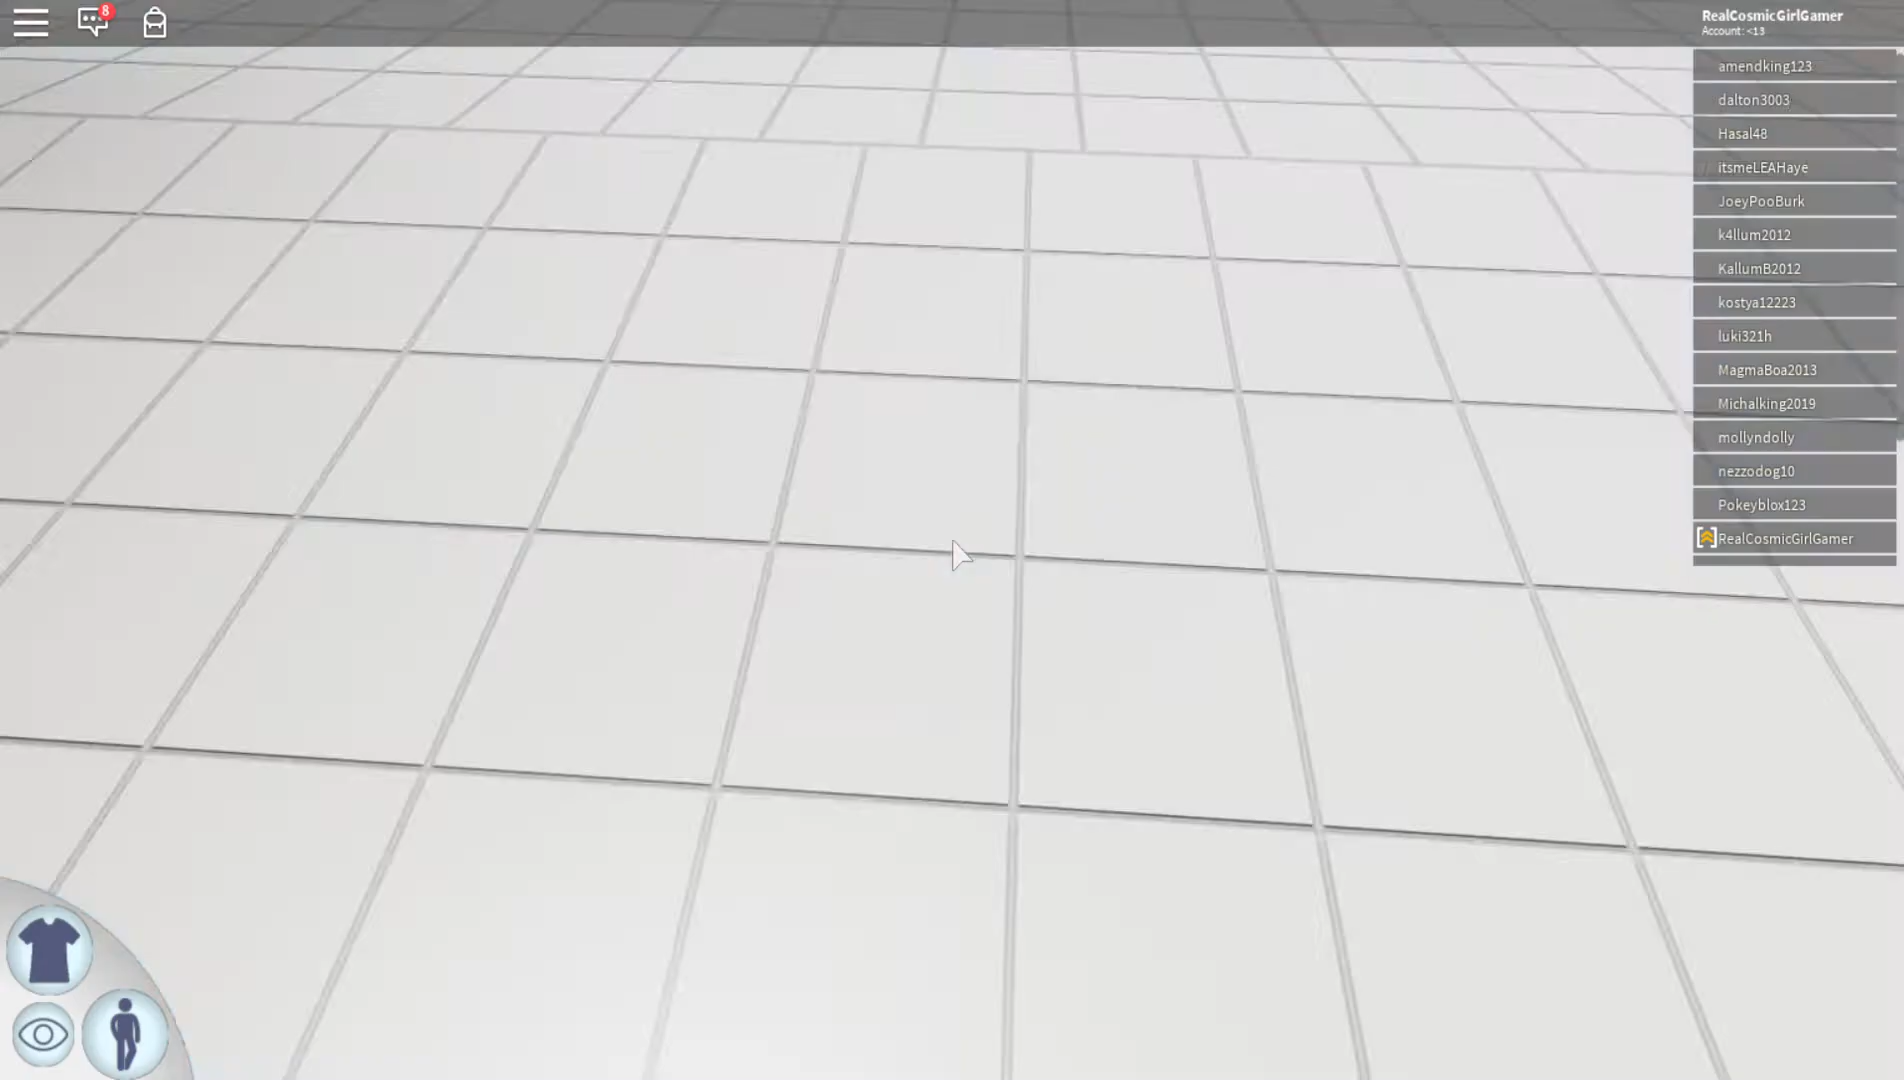 8
RealCosmicGirlGamer
Account: <13
amendking123
dalton3003
Hasal48
itsmeLEAHaye
JoeyPooBurk
k4llum2012
KallumB2012
kostya12223
luki321h
MagmaBoa2013
Michalking2019
mollyndolly
nezzodog10
Pokeyblox123
RealCosmicGirlGamer